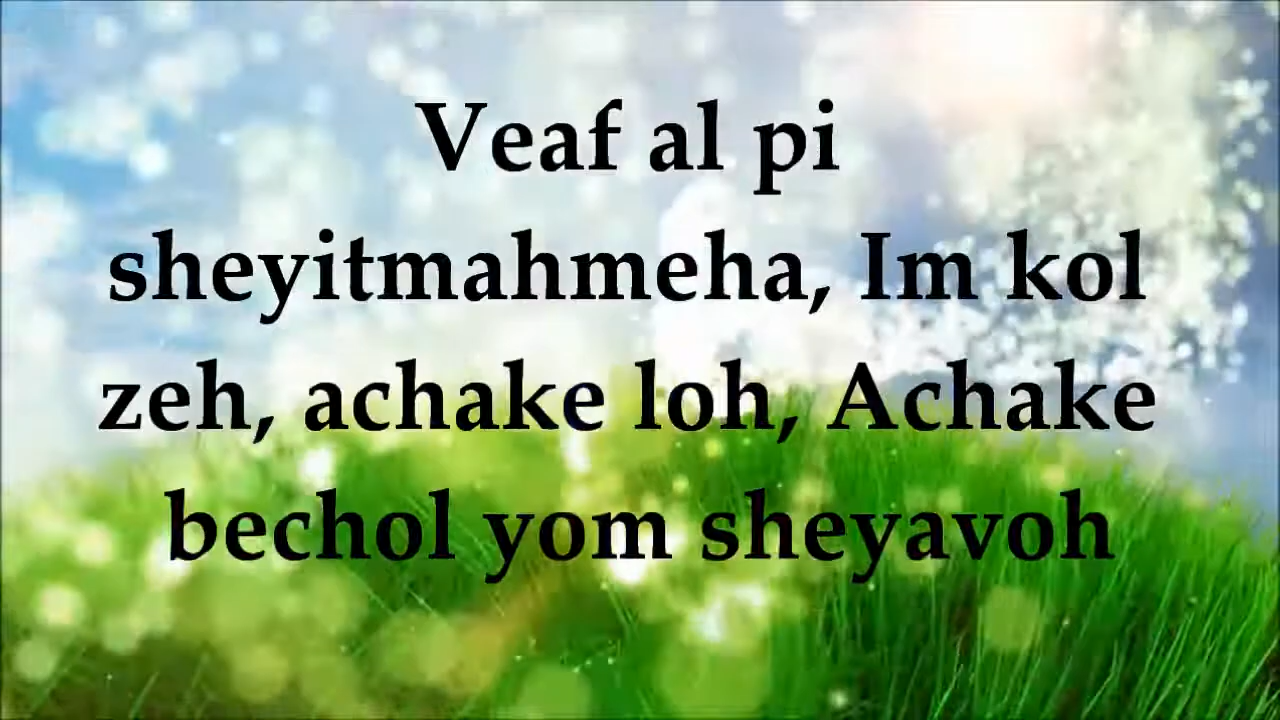 Veaf al pi
sheyitmahmeha, Im kol
zeh, achake loh, Achake
bechol yom sheyavoh